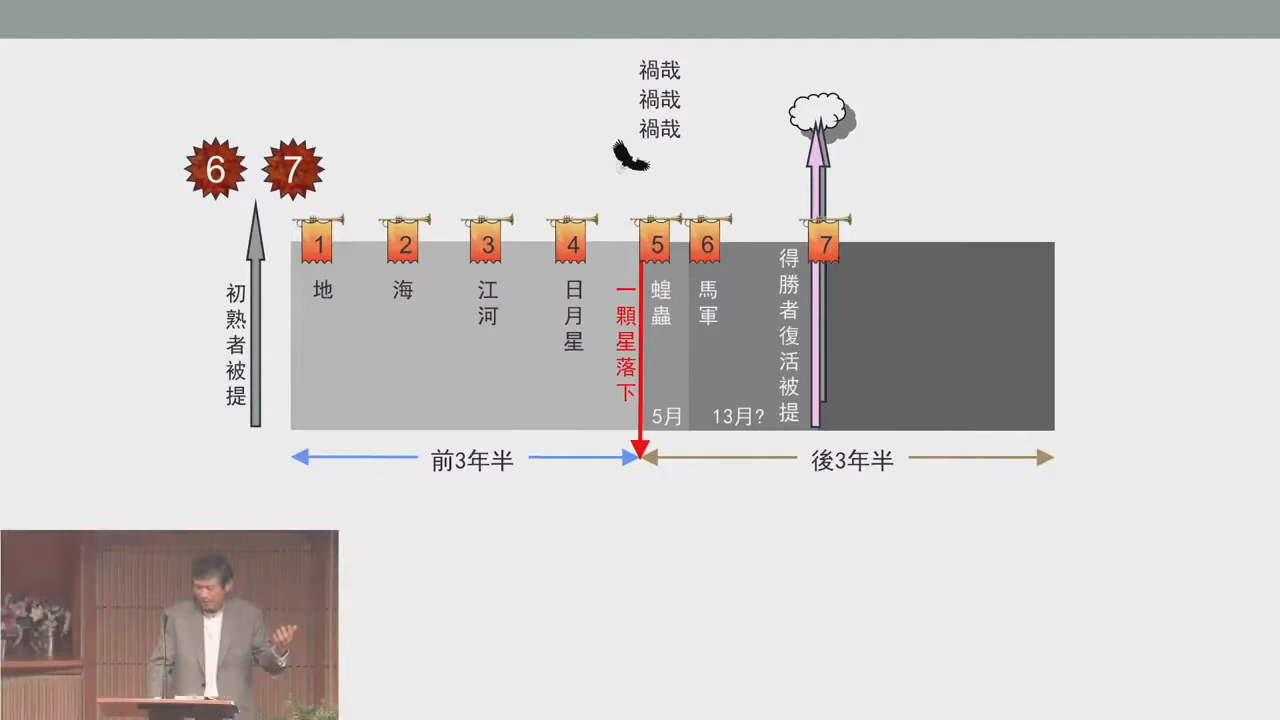 禍哉
禍哉
禍哉
6 7
1 2 3 4 5 6 7
初熟者被提
地
海
江河
日月星
一顆星落下
蝗蟲
馬軍
得勝者復活被提
5月
13月?
前3年半
後3年半